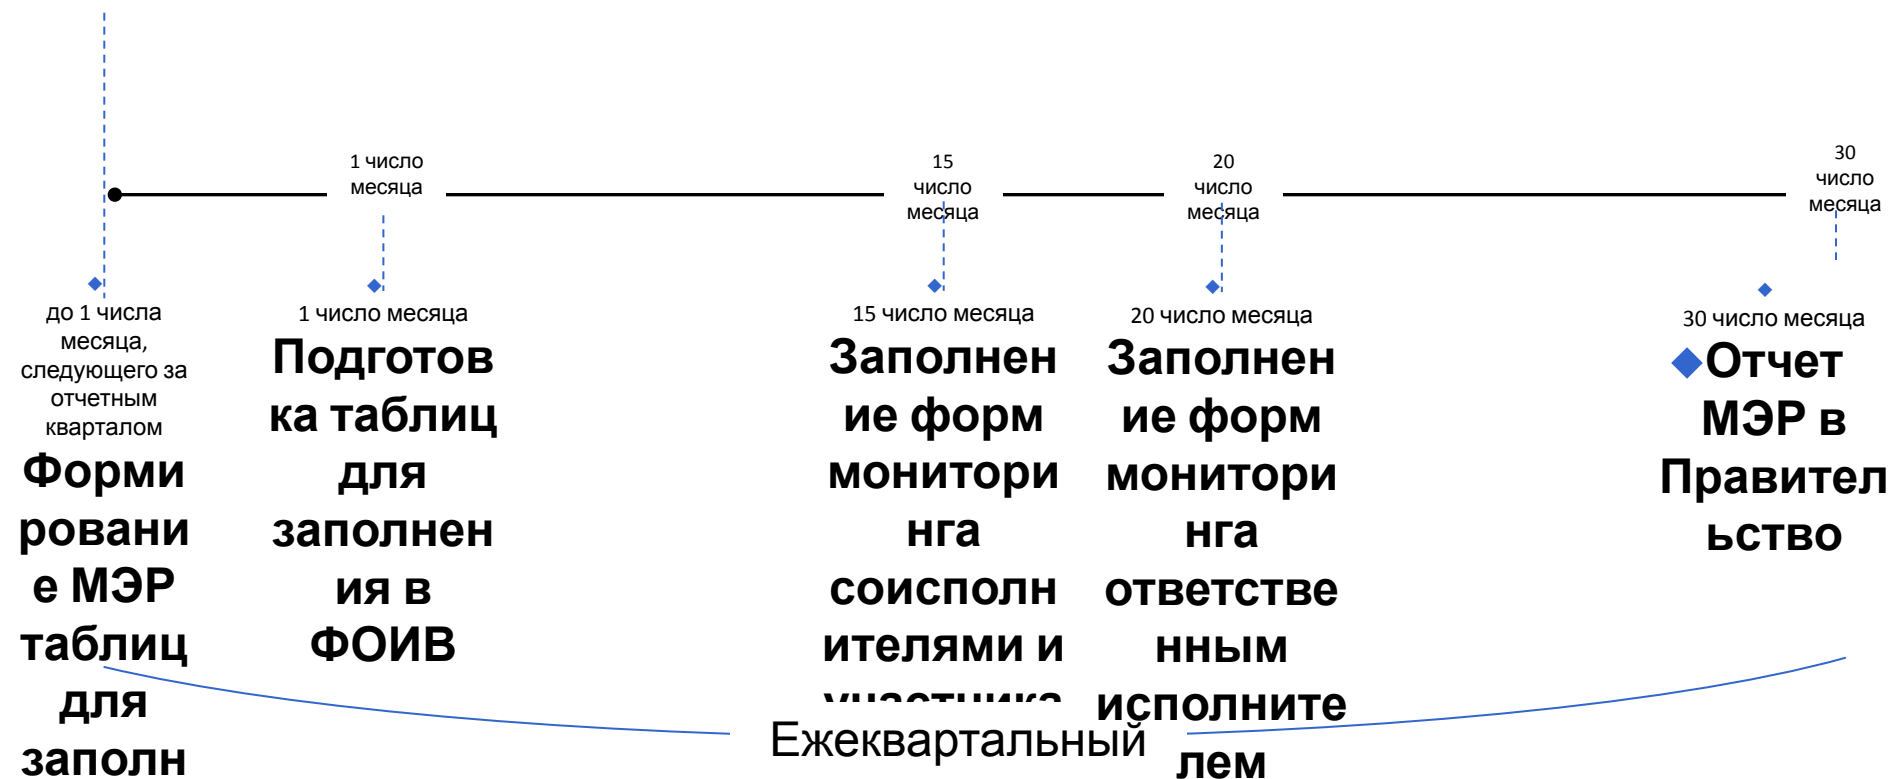 1 число
месяца
15
число
месяца
20
число
месяца
30
число
месяца
до 1 числа
месяца,
следующего за
отчетным
кварталом
Форми
ровани
е МЭР
таблиц
для
заполн
1 число месяца
Подготов
ка таблиц
для
заполнен
ия в
ФОИВ
15 число месяца
Заполнен
ие форм
монитори
нга
соисполн
ителями и
участника
20 число месяца
Заполнен
ие форм
монитори
нга
ответстве
нным
исполните
лем
30 число месяца
Отчет
МЭР в
Правител
ьство
Ежеквартальный